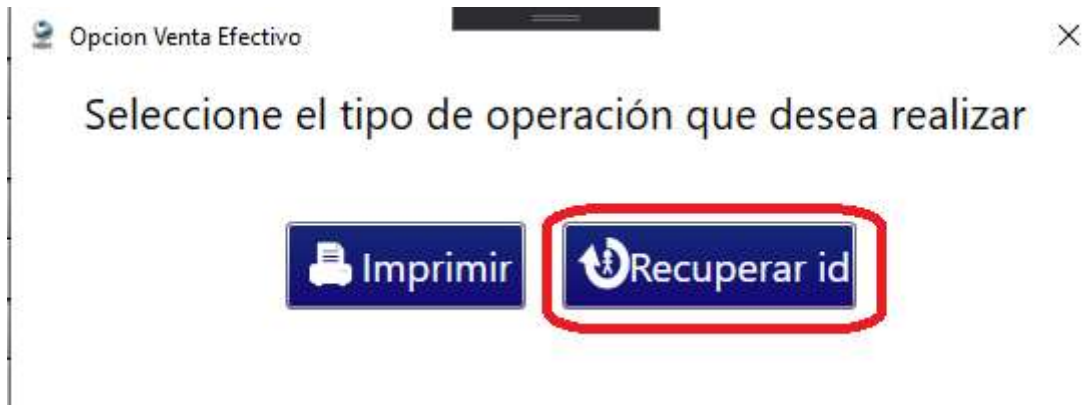 Opcion Venta Efectivo
Seleccione el tipo de operación que desea realizar
Imprimir
Recuperar id